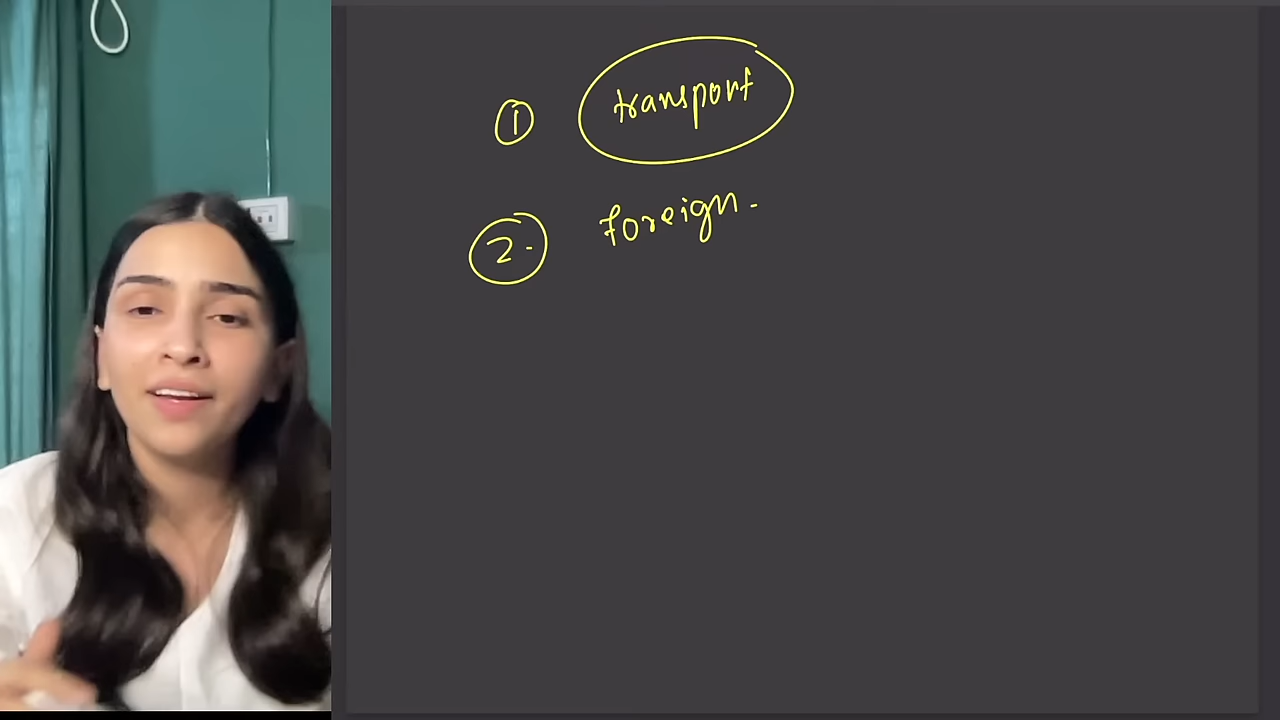 ① transport
②. foreign.